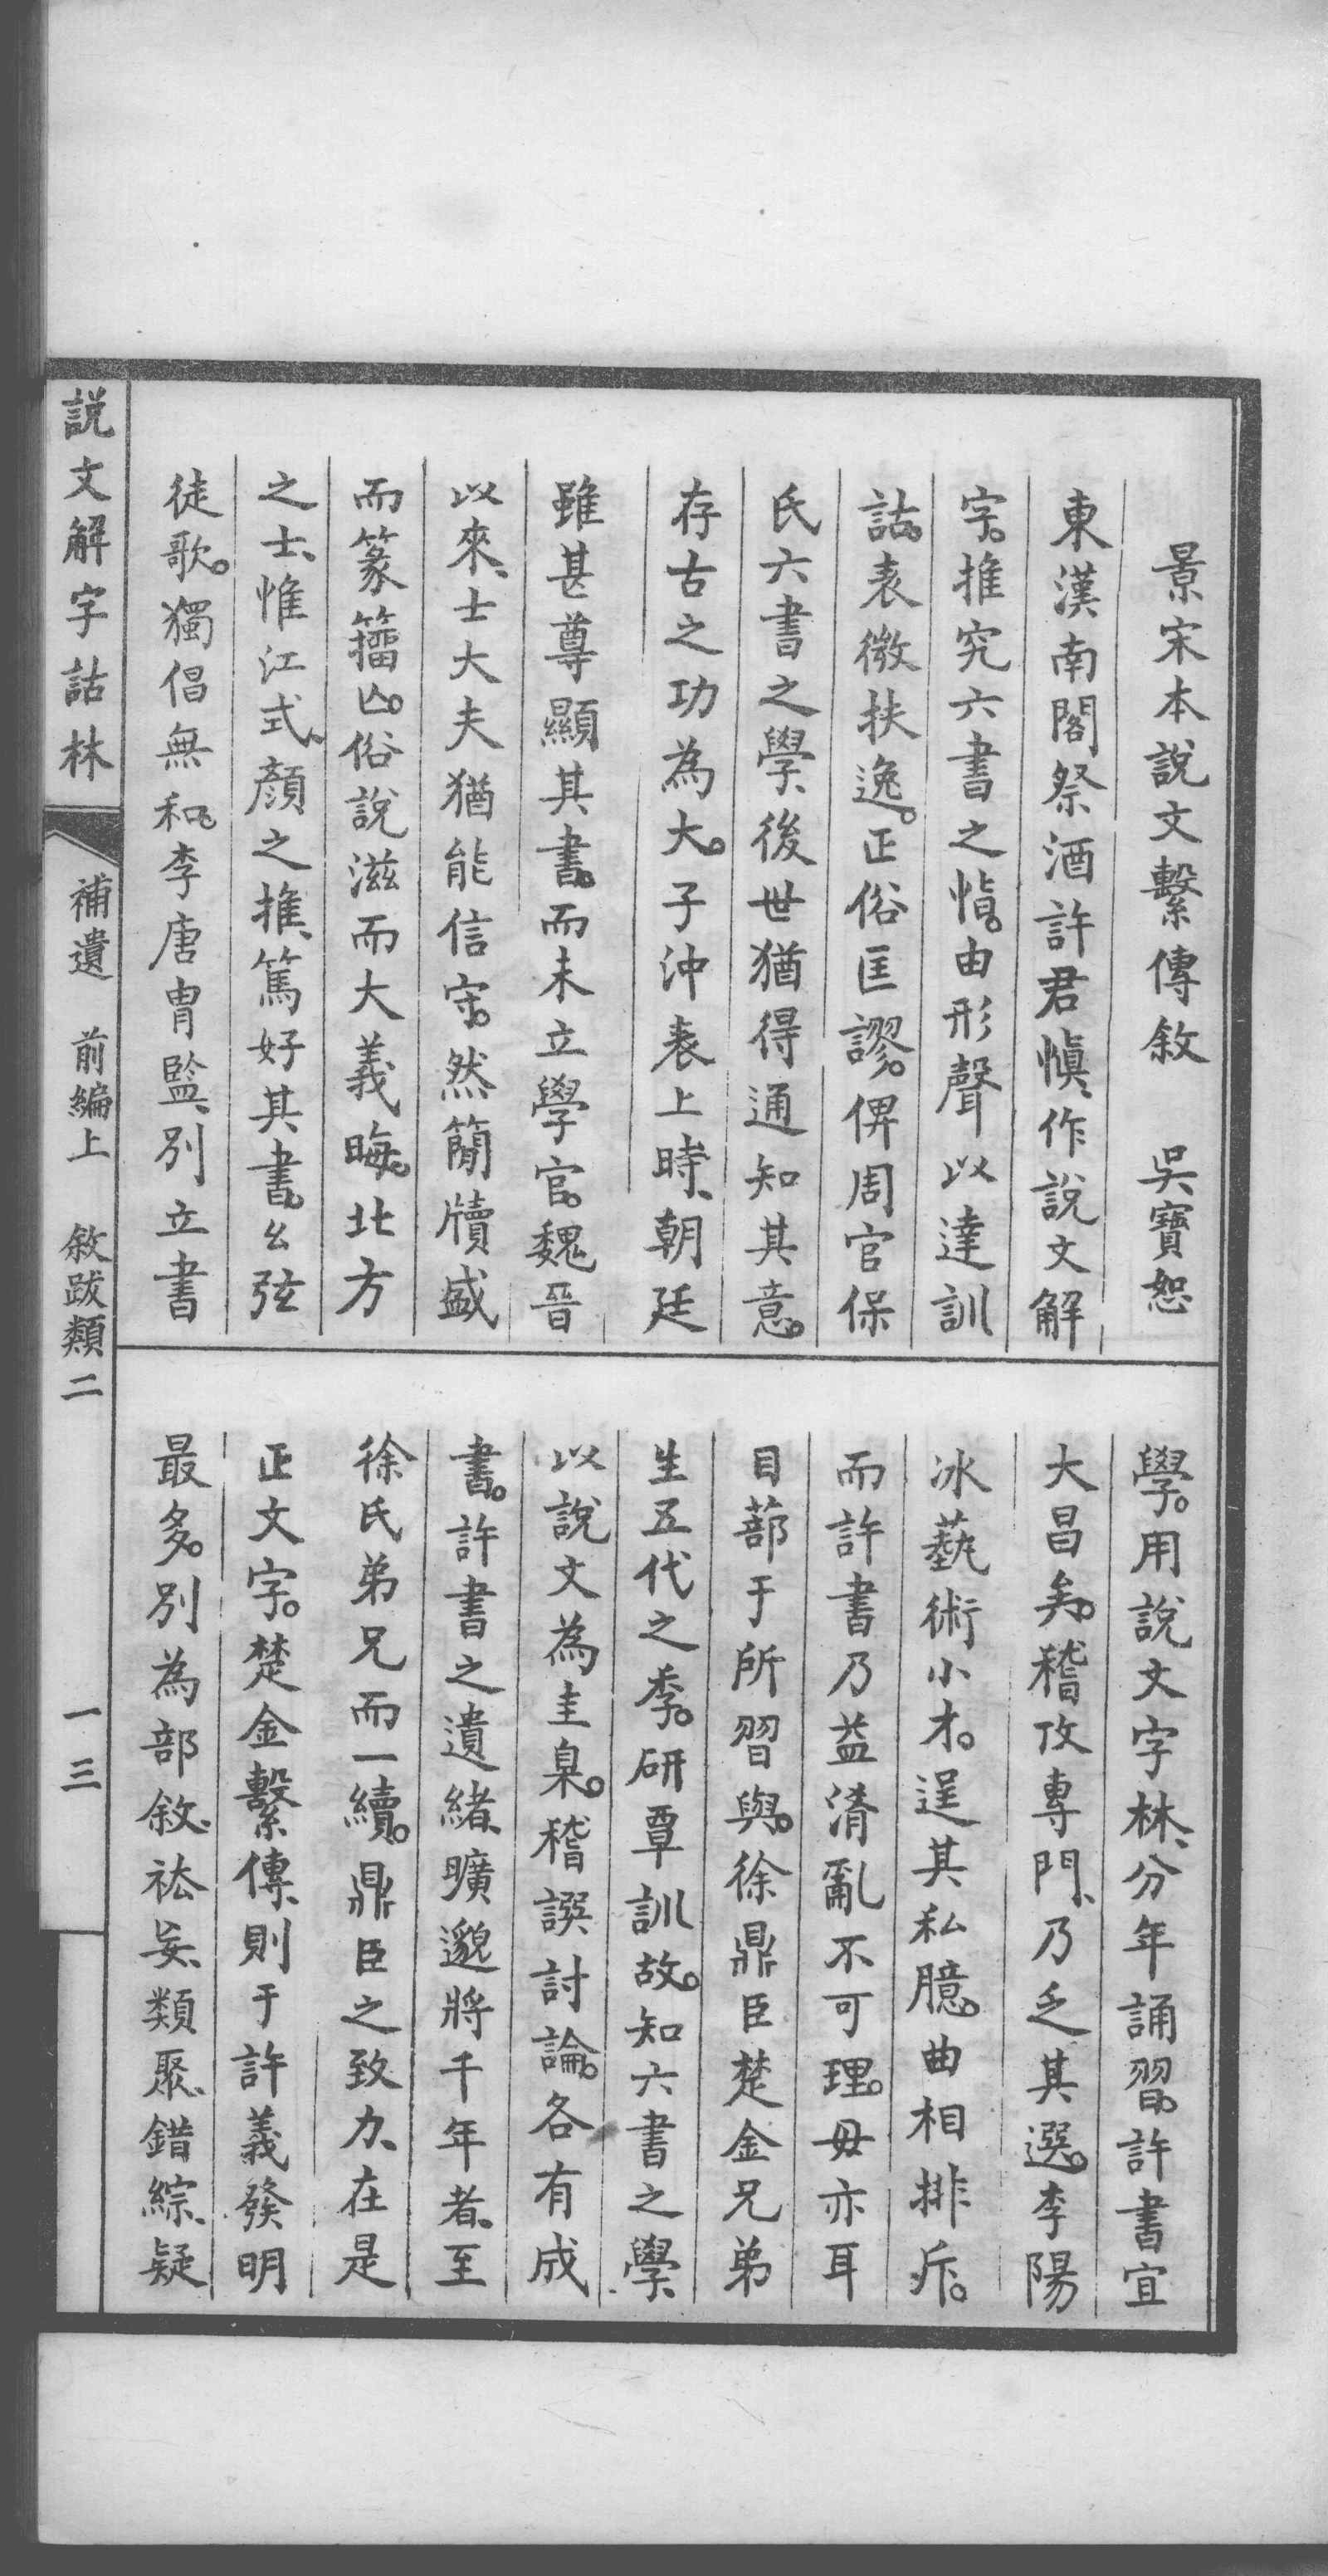 景宋本說文繫傳敘　吳寶恕
東漢南閣祭酒許君愼、作說文解
字。推究六書之恉。由形聲以達訓
詁。表微扶逸。正俗匡謬。俾周官保
氏六書之學、後世猶得通知其意。
存古之功為大。子沖表上時、朝廷
雖甚尊顯其書。而未立學官。魏晉
以來、士大夫猶能信守。然簡牘盛
而篆籒亾。俗說滋而大義晦。北方
之士、惟江式、顏之推、篤好其書。幺弦
徒歌。獨倡無和。李唐胄監、別立書
學。用說文字林、分年誦習。許書宜
大昌矣。稽攷專門、乃乏其選。李陽
冰藝術小才。逞其私臆。曲相排斥。
而許書乃益淆亂不可理。毋亦耳
目蔀于所習與。徐鼎臣楚金兄弟
生五代之季。研覃訓故。知六書之學、
以說文為圭臬。稽譔討論。各有成
書。許書之遺緒、曠邈將千年者、至
徐氏弟兄而一續。鼎臣之致力、在是
正文字。楚金繫傳、則于許義發明
最多。別為部敘、祛妄、類聚、錯綜、疑
說文解字詁林　補遺　前編上　敘跋類二　一三